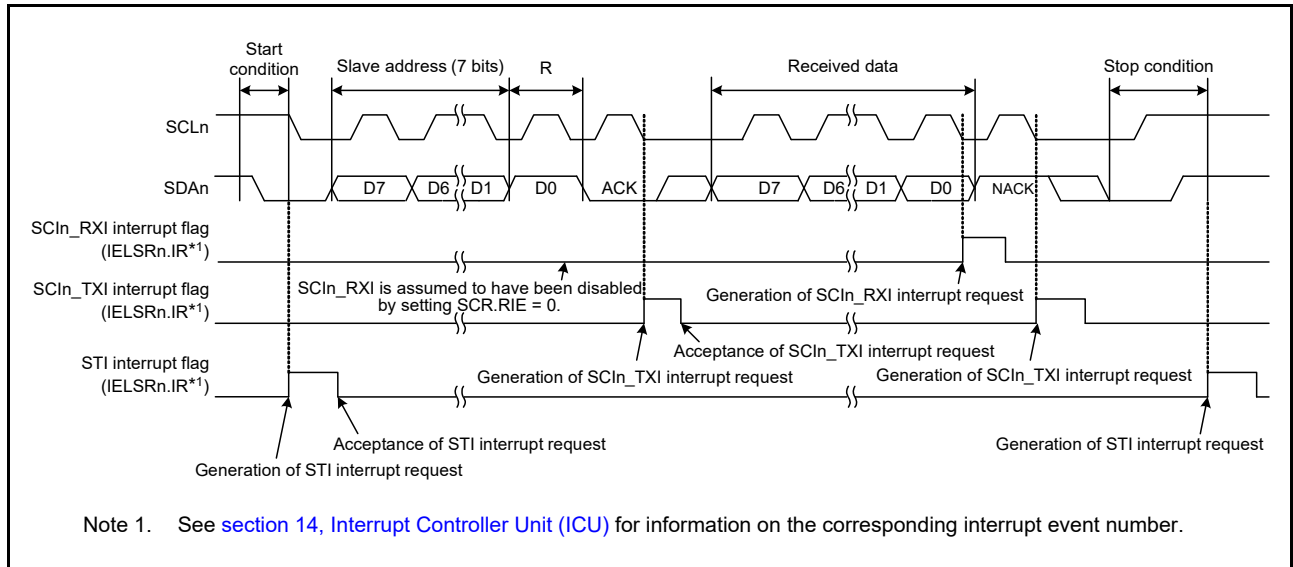 Start
condition
Slave address (7 bits)
R
Received data
Stop condition
SCLn
SDAn
D7
D6
D1
D0
ACK
D7
D6
D1
D0
NACK
SCIn_RXI interrupt flag
(IELSRn.IR*1)
SCIn_RXI is assumed to have been disabled
by setting SCR.RIE = 0.
Generation of SCIn_RXI interrupt request
SCIn_TXI interrupt flag
(IELSRn.IR*1)
Acceptance of SCIn_TXI interrupt request
Generation of SCIn_TXI interrupt request
Generation of SCIn_TXI interrupt request
STI interrupt flag
(IELSRn.IR*1)
Acceptance of STI interrupt request
Generation of STI interrupt request
Generation of STI interrupt request
Note 1. See section 14, Interrupt Controller Unit (ICU) for information on the corresponding interrupt event number.